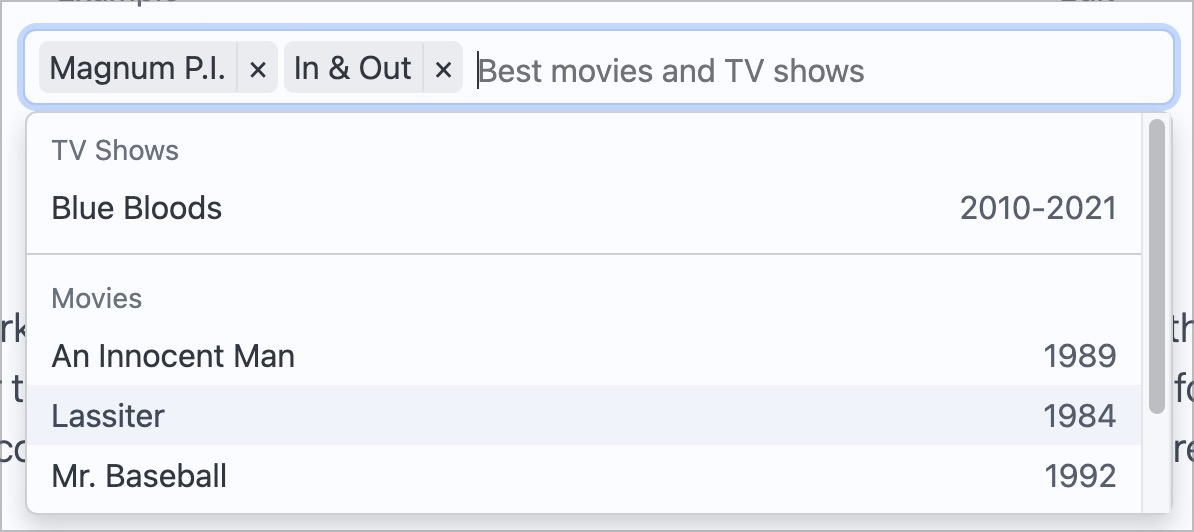 Magnum P.I. × In & Out × Best movies and TV shows
TV Shows
Blue Bloods 2010-2021
Movies
An Innocent Man 1989
Lassiter 1984
Mr. Baseball 1992